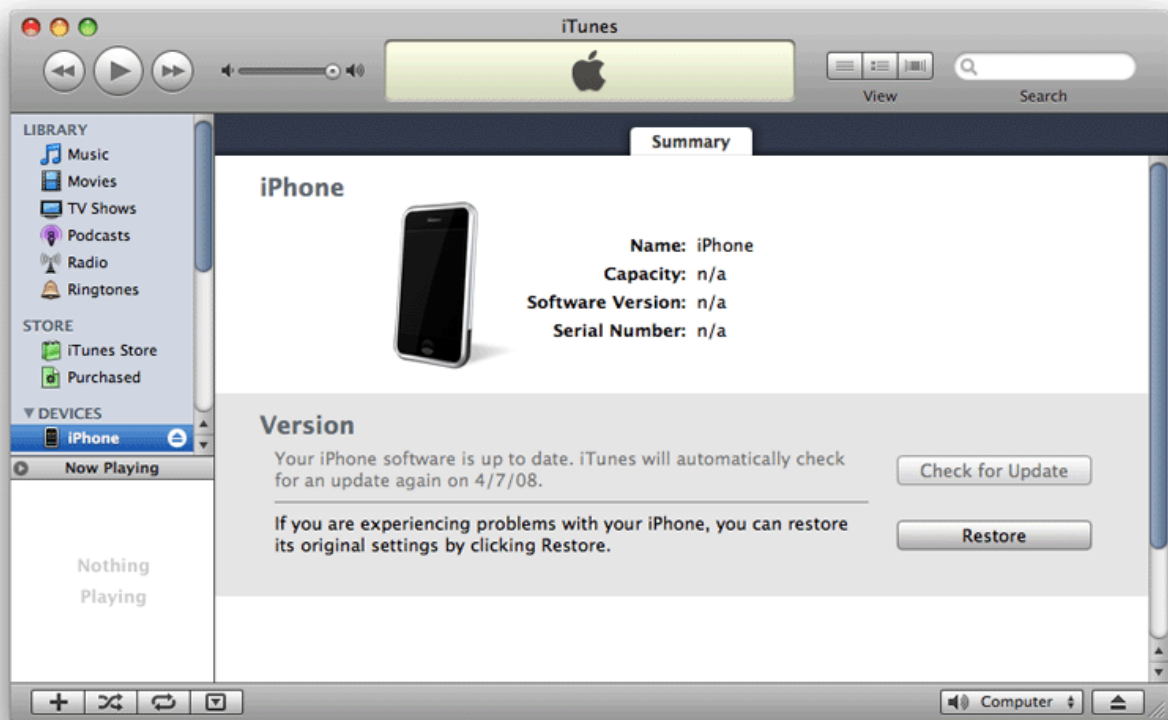 iTunes
View
Search
LIBRARY
Music
Movies
TV Shows
Podcasts
Radio
Ringtones
STORE
iTunes Store
Purchased
DEVICES
iPhone
Now Playing
Nothing
Playing
Summary
iPhone
Name: iPhone
Capacity: n/a
Software Version: n/a
Serial Number: n/a
Version
Your iPhone software is up to date. iTunes will automatically check
for an update again on 4/7/08.
Check for Update
If you are experiencing problems with your iPhone, you can restore
its original settings by clicking Restore.
Restore
Computer